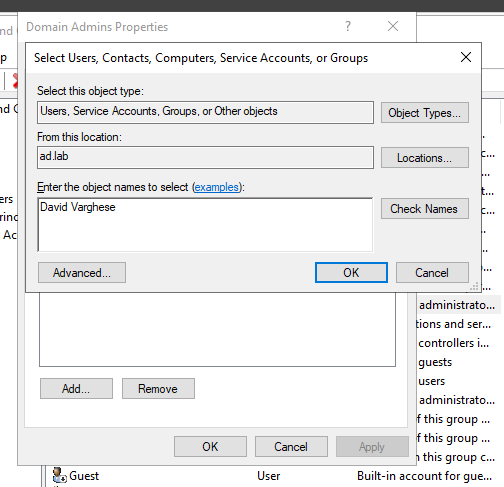 nd C
Domain Admins Properties
?
Select Users, Contacts, Computers, Service Accounts, or Groups
lp
Select this object type:
Users, Service Accounts, Groups, or Other objects
Object Types...
nd G
From this location:
ad.lab
Locations...
Enter the object names to select (examples):
David Varghese
Check Names
ers
rinc
Ac
Advanced...
OK
Cancel
administrato...
tions and ser...
controllers i...
guests
users
Add...
Remove
administrato...
f this group ...
f this group ...
n this group c...
OK
Cancel
Apply
Guest
User
Built-in account for gue...